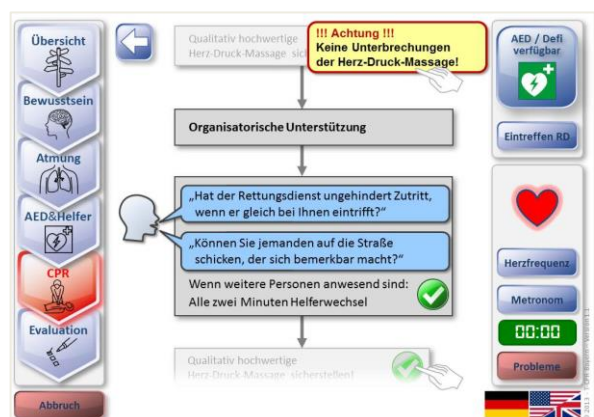 Übersicht
Bewusstsein
Atmung
AED&Helfer
CPR
Evaluation
Abbruch
Qualitativ hochwertige
Herz-Druck-Massage
!!! Achtung !!!
Keine Unterbrechungen
der Herz-Druck-Massage!
Organisatorische Unterstützung
„Hat der Rettungsdienst ungehindert Zutritt,
wenn er gleich bei Ihnen eintrifft?“
„Können Sie jemanden auf die Straße
schicken, der sich bemerkbar macht?“
Wenn weitere Personen anwesend sind:
Alle zwei Minuten Helferwechsel
Qualitativ hochwertige
Herz-Druck-Massage sicherstellen!
AED / Defi
verfügbar
Eintreffen RD
Herzfrequenz
Metronom
00:00
Probleme